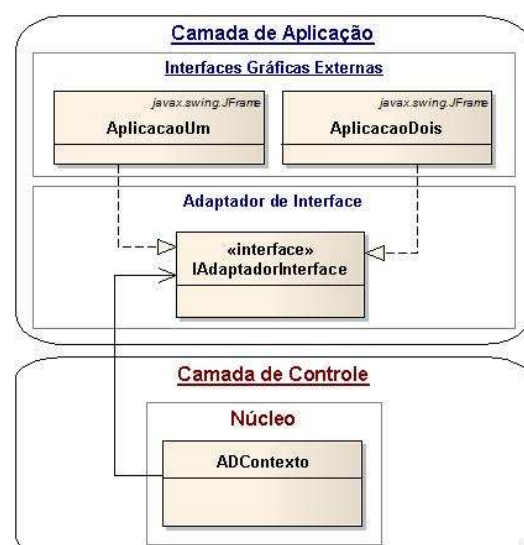 Camada de Aplicação
Interfaces Gráficas Externas
javax.swing.JFrame
AplicacaoUm
javax.swing.JFrame
AplicacaoDois
Adaptador de Interface
«interface»
IAdaptadorInterface
Camada de Controle
Núcleo
ADContexto